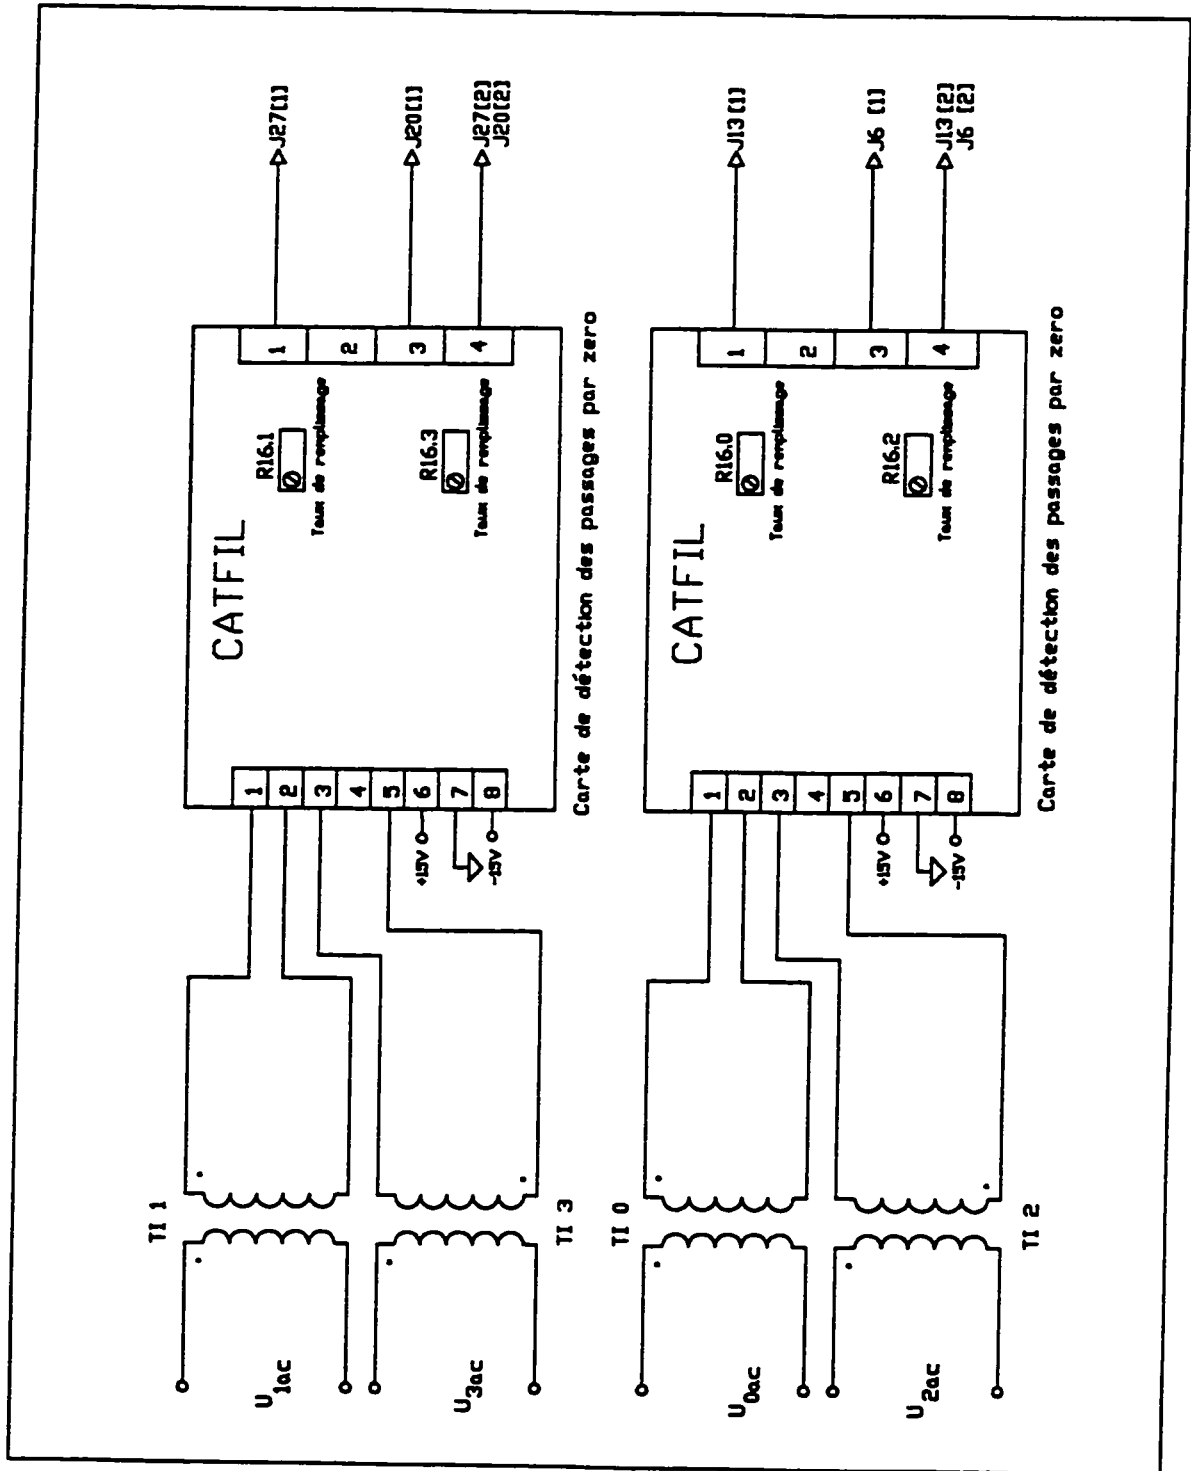 J27[1]
J20[1]
J27[2]
J20[2]
1
2
3
4
R16.1
Taux de remplissage
R16.3
Taux de remplissage
CATFIL
Carte de détection des passages par zero
1
2
3
4
5
6
7
8
+15V
-15V
TI 1
TI 3
U1ac
U3ac
J13[1]
J6 [1]
J13[2]
J6 [2]
1
2
3
4
R16.0
Taux de remplissage
R16.2
Taux de remplissage
CATFIL
Carte de détection des passages par zero
1
2
3
4
5
6
7
8
+15V
-15V
TI 0
TI 2
U0ac
U2ac